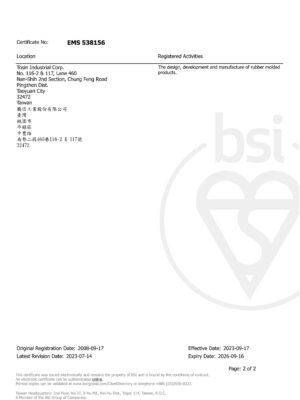 Certificate No: EMS 538156
Location Registered Activities
Tosin Industrial Corp.
No. 116-2 & 117, Lane 460
Nan-Shih 2nd Section, Chung Feng Road
Pingzhen Dist.
Taoyuan City
32472
Taiwan
The design, development and manufacture of rubber molded
products.
股份有限公司
臺灣
桃園市
平鎮區
中豐路
南勢二段460巷116-2 & 117號
32472
bsi
Original Registration Date: 2008-09-17 Effective Date: 2023-09-17
Latest Revision Date: 2023-07-14 Expiry Date: 2026-09-16
Page: 2 of 2
This certificate was issued electronically and remains the property of BSI and is bound by the conditions of contract.
An electronic certificate can be authenticated online.
Printed copies can be validated at www.bsi-global.com/ClientDirectory or telephone +886 (02)2656-0333.
Taiwan Headquarters: 2nd Floor, No.37, Ji-Hu Rd., Nei-Hu Dist., Taipei 114, Taiwan, R.O.C.
A Member of the BSI Group of Companies.